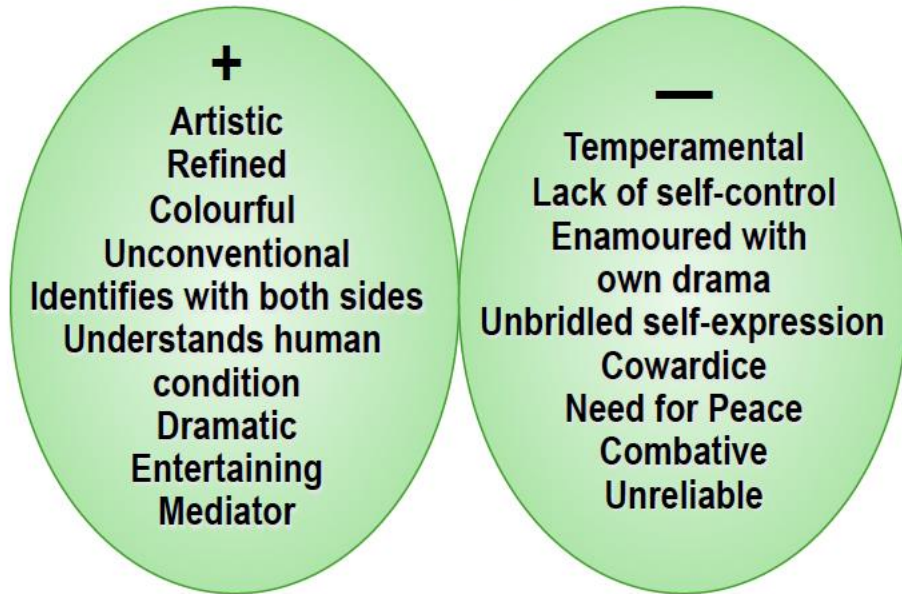 +
Artistic
Refined
Colourful
Unconventional
Identifies with both sides
Understands human
condition
Dramatic
Entertaining
Mediator
—
Temperamental
Lack of self-control
Enamoured with
own drama
Unbridled self-expression
Cowardice
Need for Peace
Combative
Unreliable